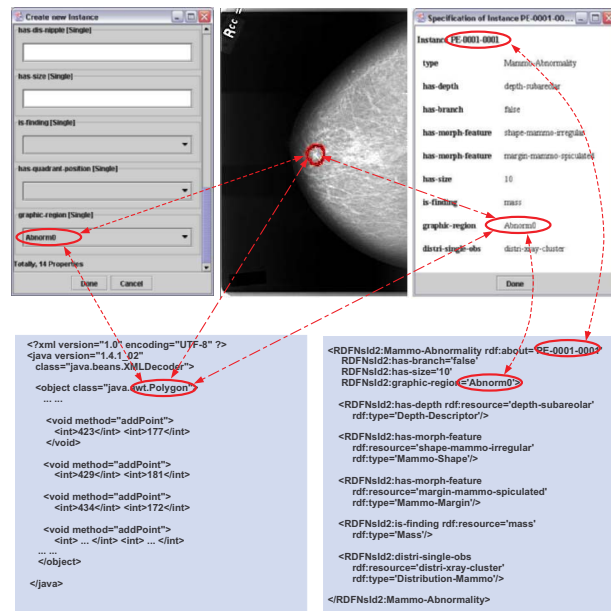 Create new Instance
has-dis-nipple [Single]
has-size [Single]
is-finding [Single]
has-quadrant-position [Single]
graphic-region [Single]
Abnorm0
Totally, 14 Properties
Done Cancel
Rcc =
Specification of Instance PE-0001-00...
Instance PE-0001-0001
type Mammo-Abnormality
has-depth depth-subareolar
has-branch false
has-morph-feature shape-mammo-irregular
has-morph-feature margin-mammo-spiculated
has-size 10
is-finding mass
graphic-region Abnorm0
distri-single-obs distri-xray-cluster
Done
<?xml version="1.0" encoding="UTF-8" ?>
<java version="1.4.1_02"
class="java.beans.XMLDecoder">
<object class="java.awt.Polygon">
... ...
<void method="addPoint">
<int>423</int> <int>177</int>
</void>
<void method="addPoint">
<int>429</int> <int>181</int>
<void method="addPoint">
<int>434</int> <int>172</int>
<void method="addPoint">
<int> ... </int> <int> ... </int>
... ...
</object>
</java>
<RDFNsId2:Mammo-Abnormality rdf:about='PE-0001-0001'
RDFNsId2:has-branch='false'
RDFNsId2:has-size='10'
RDFNsId2:graphic-region='Abnorm0'>
<RDFNsId2:has-depth rdf:resource='depth-subareolar'
rdf:type='Depth-Descriptor'/>
<RDFNsId2:has-morph-feature
rdf:resource='shape-mammo-irregular'
rdf:type='Mammo-Shape'/>
<RDFNsId2:has-morph-feature
rdf:resource='margin-mammo-spiculated'
rdf:type='Mammo-Margin'/>
<RDFNsId2:is-finding rdf:resource='mass'
rdf:type='Mass'/>
<RDFNsId2:distri-single-obs
rdf:resource='distri-xray-cluster'
rdf:type='Distribution-Mammo'/>
</RDFNsId2:Mammo-Abnormality>